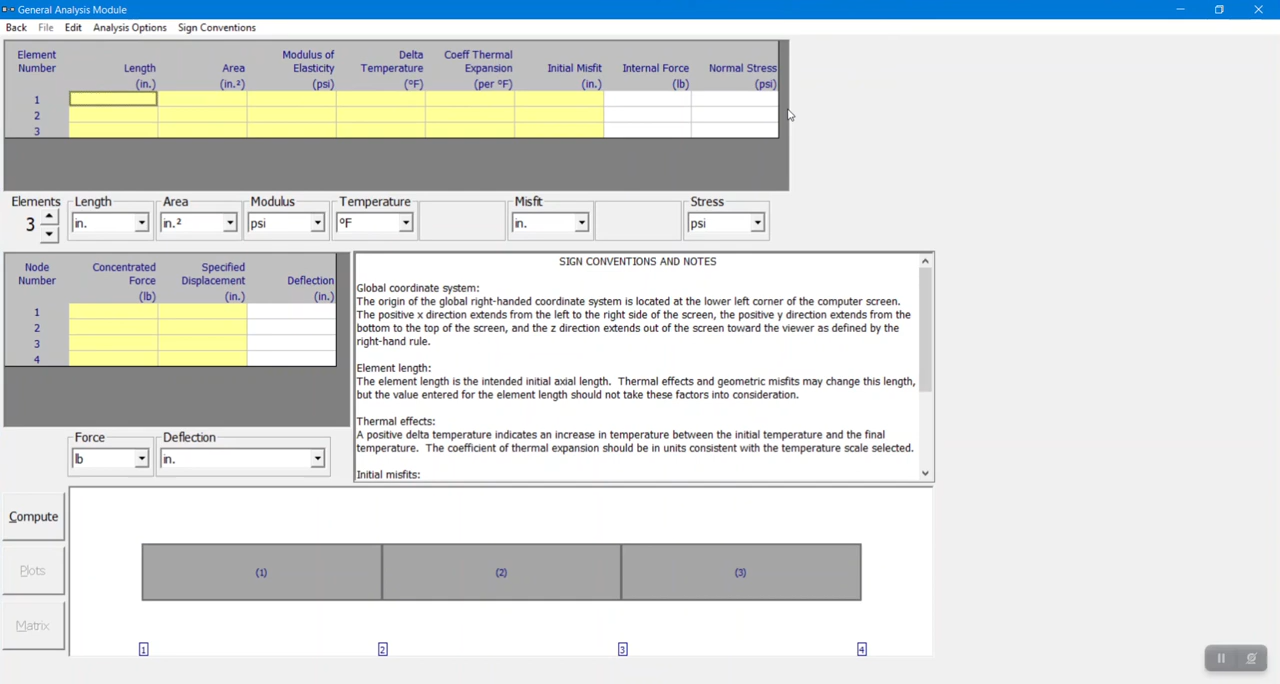 General Analysis Module
Back File Edit Analysis Options Sign Conventions
Element Number Length (in.) Area (in.²) Modulus of Elasticity (psi) Delta Temperature (ºF) Coeff Thermal Expansion (per ºF) Initial Misfit (in.) Internal Force (lb) Normal Stress (psi)
1
2
3
Elements Length Area Modulus Temperature Misfit Stress
3 in. in.² psi ºF in. psi
Node Number Concentrated Force (lb) Specified Displacement (in.) Deflection (in.)
1
2
3
4
Force Deflection
lb in.
SIGN CONVENTIONS AND NOTES
Global coordinate system:
The origin of the global right-handed coordinate system is located at the lower left corner of the computer screen.
The positive x direction extends from the left to the right side of the screen, the positive y direction extends from the
bottom to the top of the screen, and the z direction extends out of the screen toward the viewer as defined by the
right-hand rule.
Element length:
The element length is the intended initial axial length. Thermal effects and geometric misfits may change this length,
but the value entered for the element length should not take these factors into consideration.
Thermal effects:
A positive delta temperature indicates an increase in temperature between the initial temperature and the final
temperature. The coefficient of thermal expansion should be in units consistent with the temperature scale selected.
Initial misfits:
Compute
Plots
Matrix
(1) (2) (3)
1 2 3 4